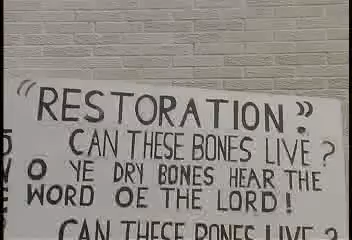 "RESTORATION"?
CAN THESE BONES LIVE ?
O YE DRY BONES HEAR THE
WORD OE THE LORD !
CAN THESE BONES LIVE ?